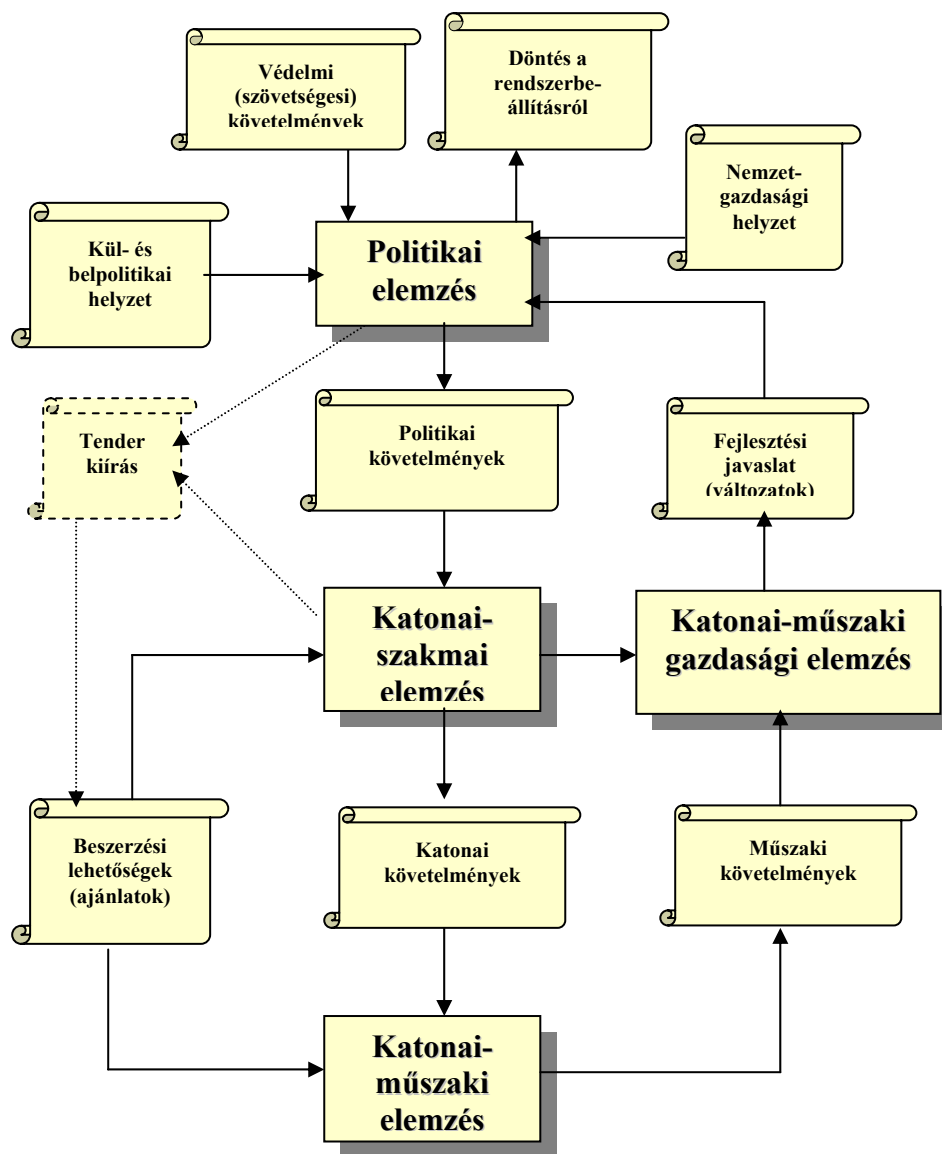 Védelmi
(szövetségesi)
követelmények
Döntés a
rendszerbe-
állításról
Nemzet-
gazdasági
helyzet
Kül- és
belpolitikai
helyzet
Politikai
elemzés
Tender
kiírás
Politikai
követelmények
Fejlesztési
javaslat
(változatok)
Katonai-
szakmai
elemzés
Katonai-műszaki
gazdasági elemzés
Beszerzési
lehetőségek
(ajánlatok)
Katonai
követelmények
Műszaki
követelmények
Katonai-
műszaki
elemzés